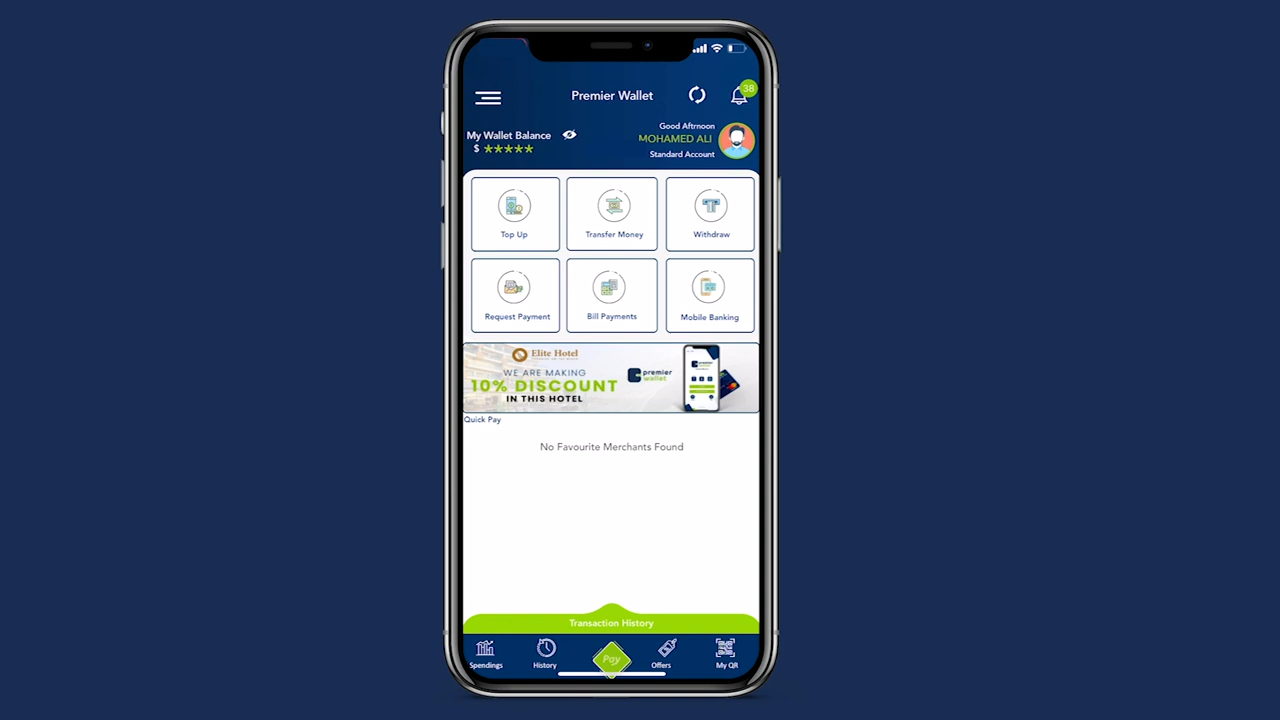 Premier Wallet
38
My Wallet Balance
$ *****
Good Aftrnoon
MOHAMED ALI
Standard Account
Top Up
Transfer Money
Withdraw
Request Payment
Bill Payments
Mobile Banking
Elite Hotel
WE ARE MAKING
10% DISCOUNT
IN THIS HOTEL
premier
wallet
Quick Pay
No Favourite Merchants Found
Transaction History
Spendings
History
Pay
Offers
My QR